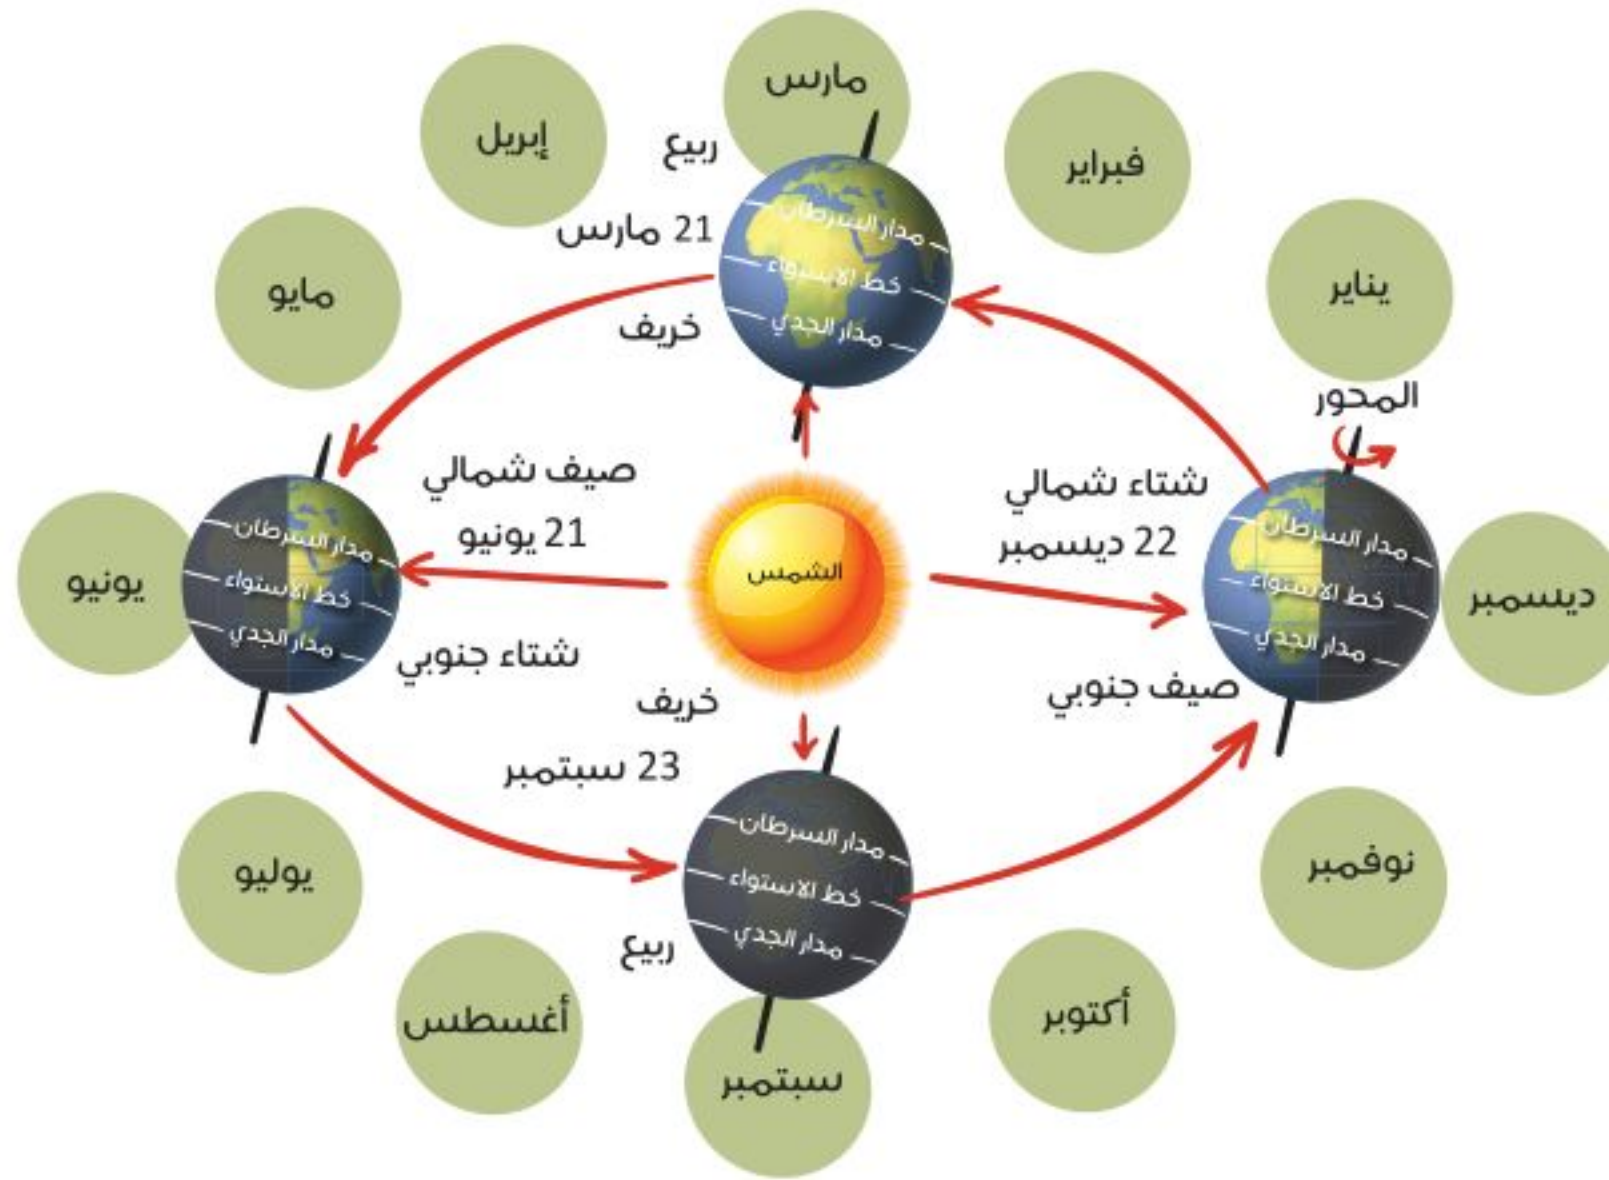 مارس
إبريل
فبراير
ربيع
21 مارس
خريف
مدار السرطان
خط الاستواء
مدار الجدي
مايو
يناير
المحور
صيف شمالي
21 يونيو
شتاء جنوبي
مدار السرطان
خط الاستواء
مدار الجدي
يونيو
الشمس
شتاء شمالي
22 ديسمبر
صيف جنوبي
مدار السرطان
خط الاستواء
مدار الجدي
ديسمبر
خريف
23 سبتمبر
ربيع
مدار السرطان
خط الاستواء
مدار الجدي
يوليو
نوفمبر
أغسطس
أكتوبر
سبتمبر